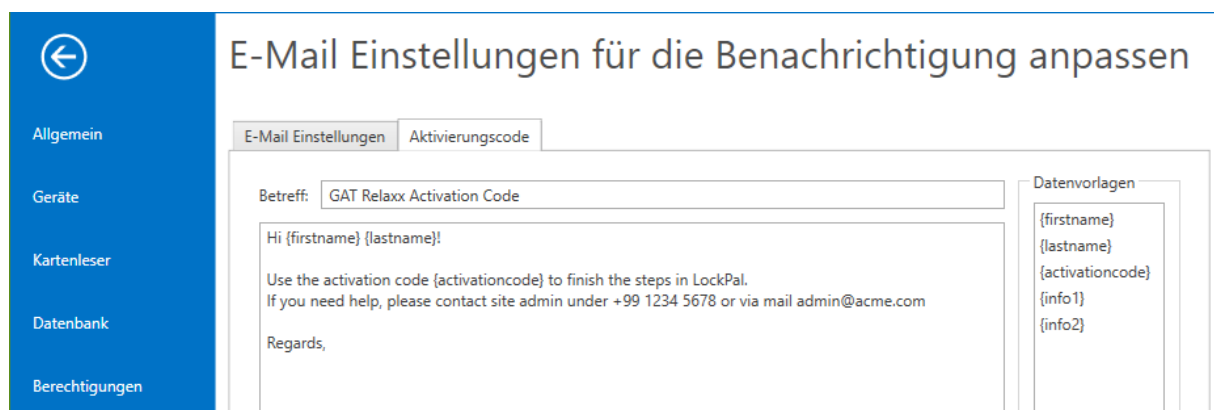 E-Mail Einstellungen für die Benachrichtigung anpassen
Allgemein
Geräte
Kartenleser
Datenbank
Berechtigungen
E-Mail Einstellungen
Aktivierungscode
Betreff: GAT Relaxx Activation Code
Hi {firstname} {lastname}!
Use the activation code {activationcode} to finish the steps in LockPal.
If you need help, please contact site admin under +99 1234 5678 or via mail admin@acme.com
Regards,
Datenvorlagen
{firstname}
{lastname}
{activationcode}
{info1}
{info2}